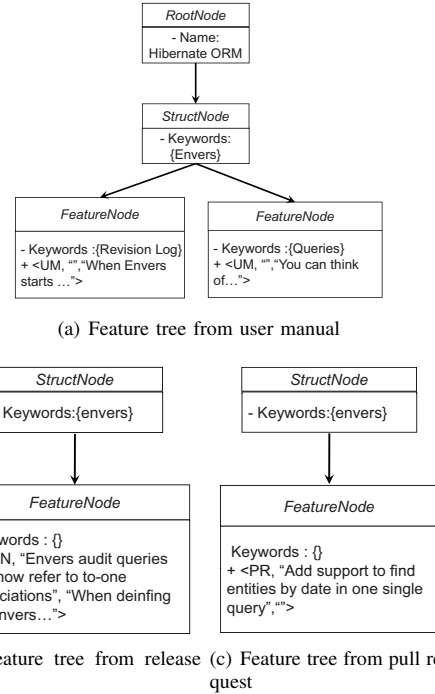 RootNode
- Name:
Hibernate ORM
StructNode
- Keywords:
{Envers}
FeatureNode
- Keywords :{Revision Log}
+ <UM, “”,“When Envers
starts ...”>
FeatureNode
- Keywords :{Queries}
+ <UM, “”,“You can think
of...”>
(a) Feature tree from user manual
StructNode
Keywords:{envers}
FeatureNode
words : {}
N, “Envers audit queries
now refer to to-one
ciations”, “When deinfing
nvers...”>
eature tree from release
StructNode
- Keywords:{envers}
FeatureNode
Keywords : {}
+ <PR, “Add support to find
entities by date in one single
query”,“”>
(c) Feature tree from pull re
quest